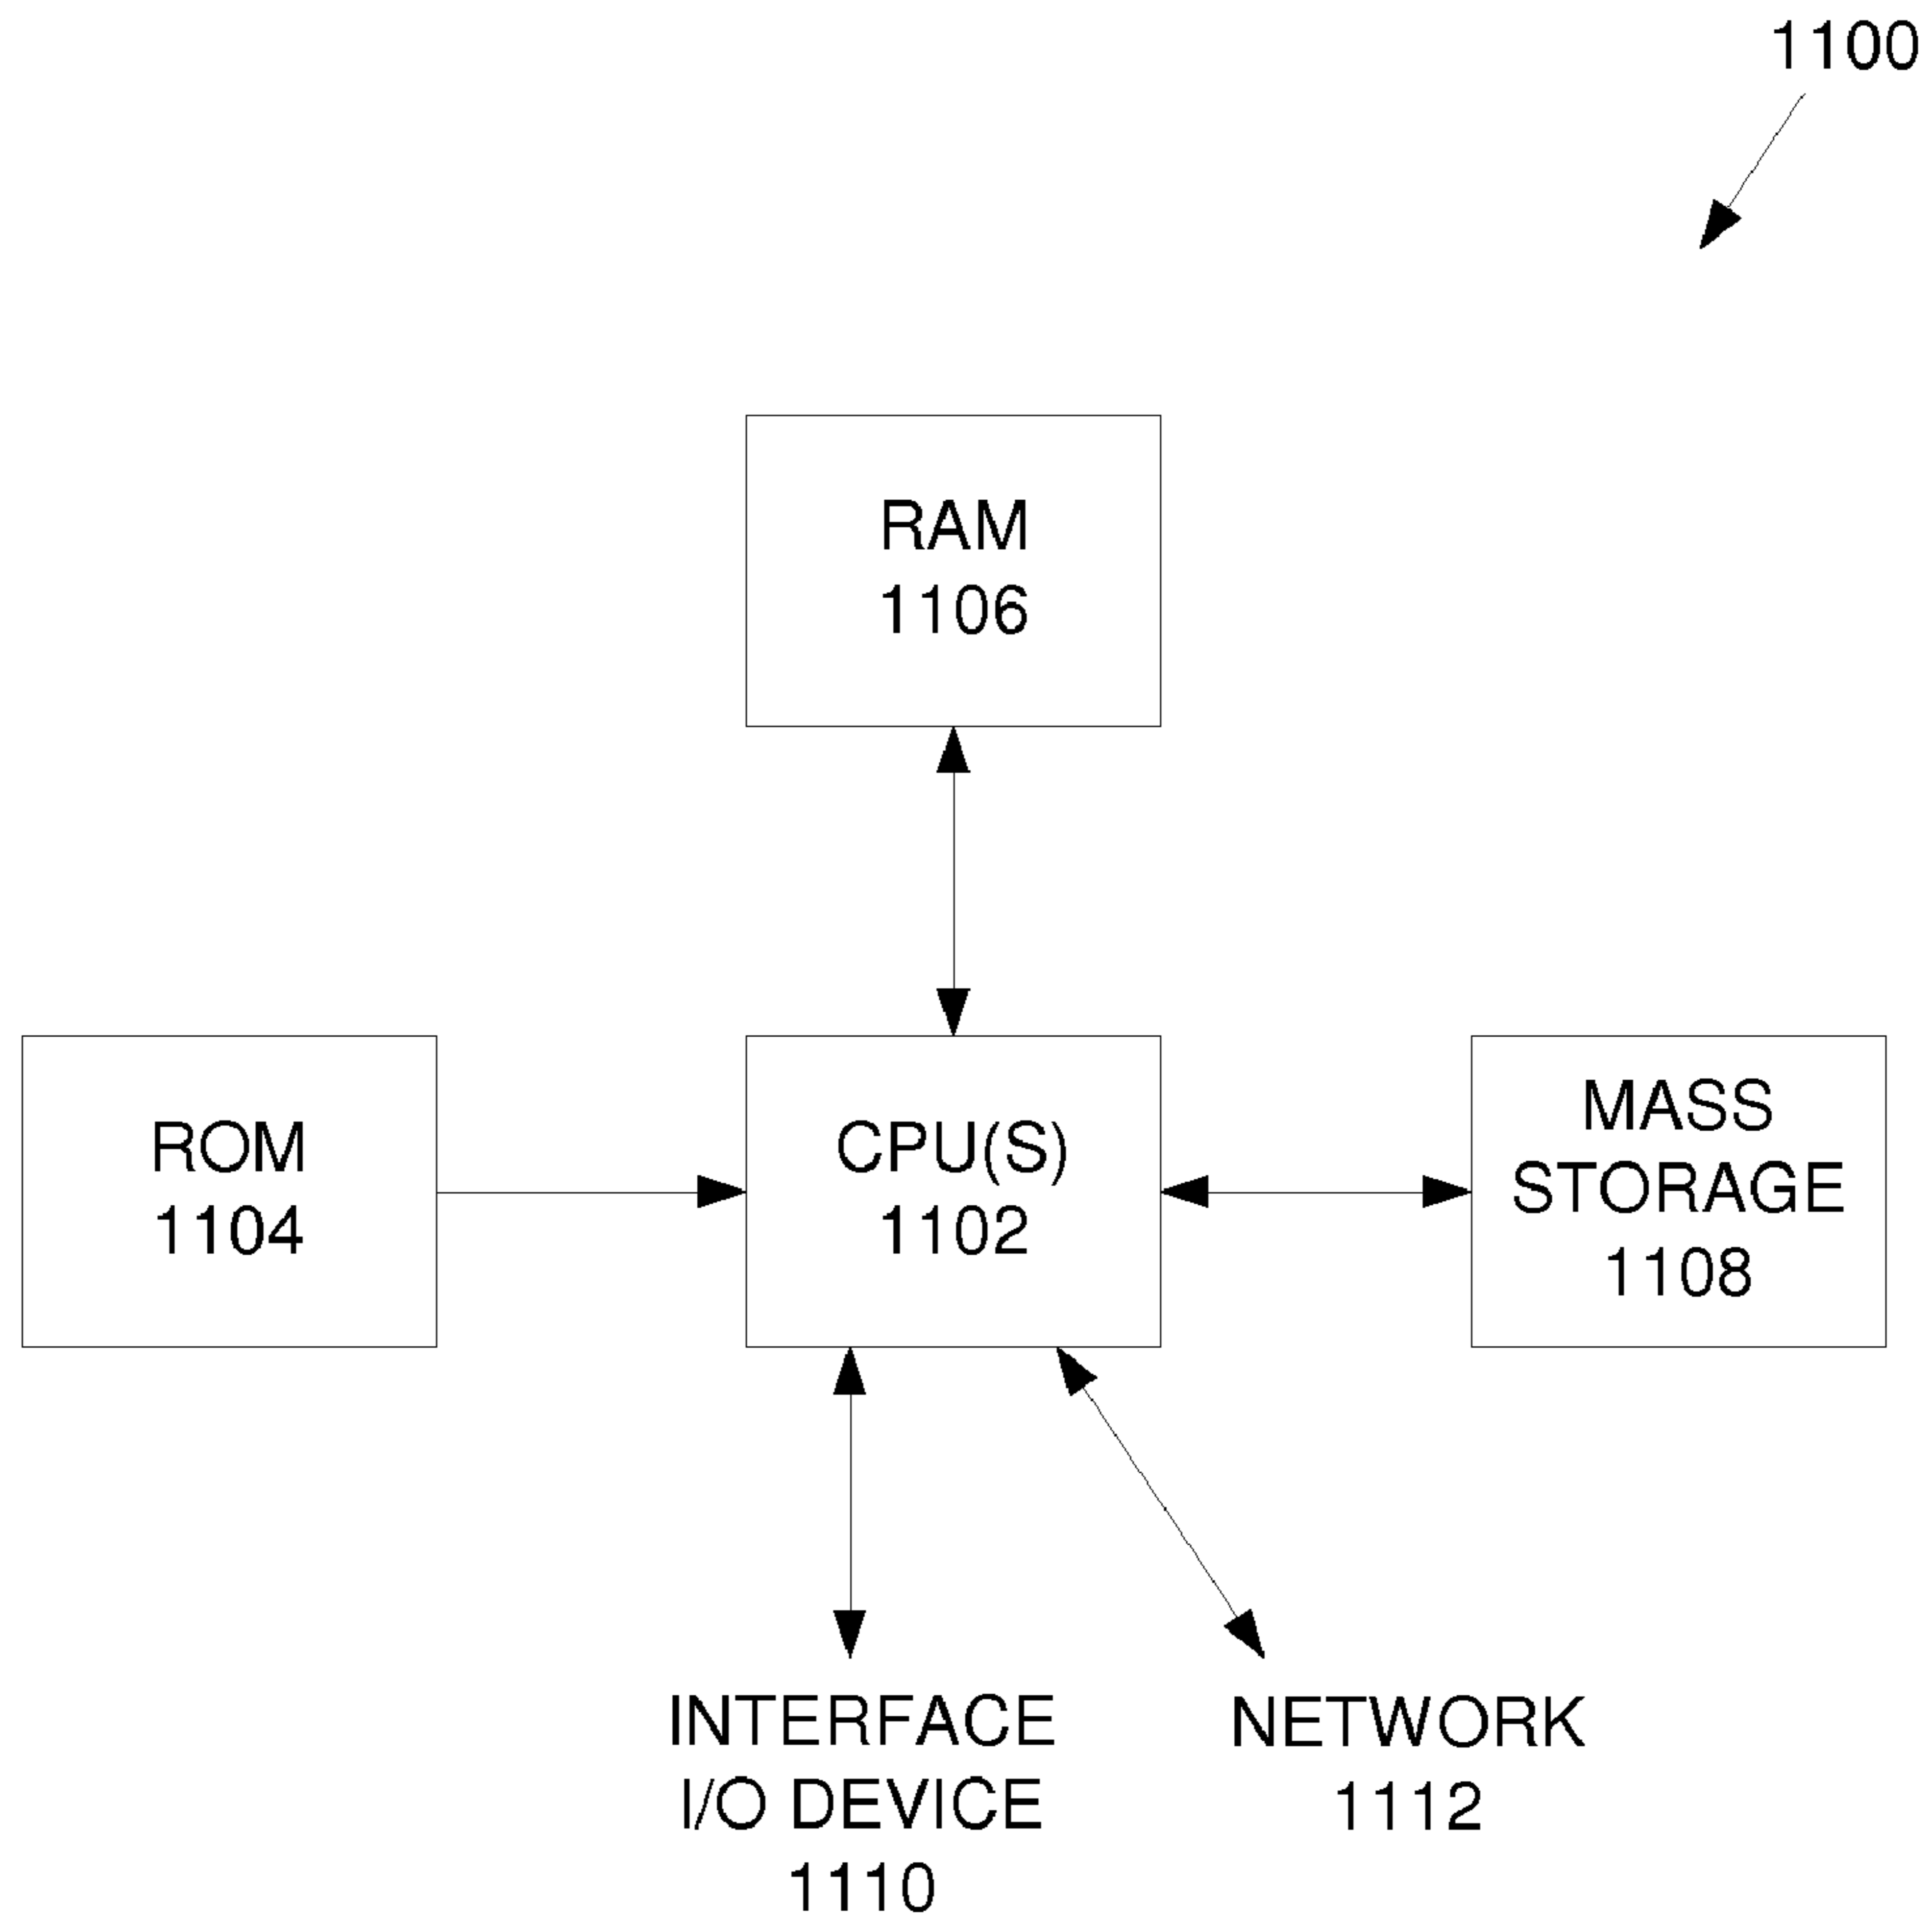 1100
RAM
1106
ROM
1104
CPU(S)
1102
MASS
STORAGE
1108
INTERFACE
I/O DEVICE
1110
NETWORK
1112